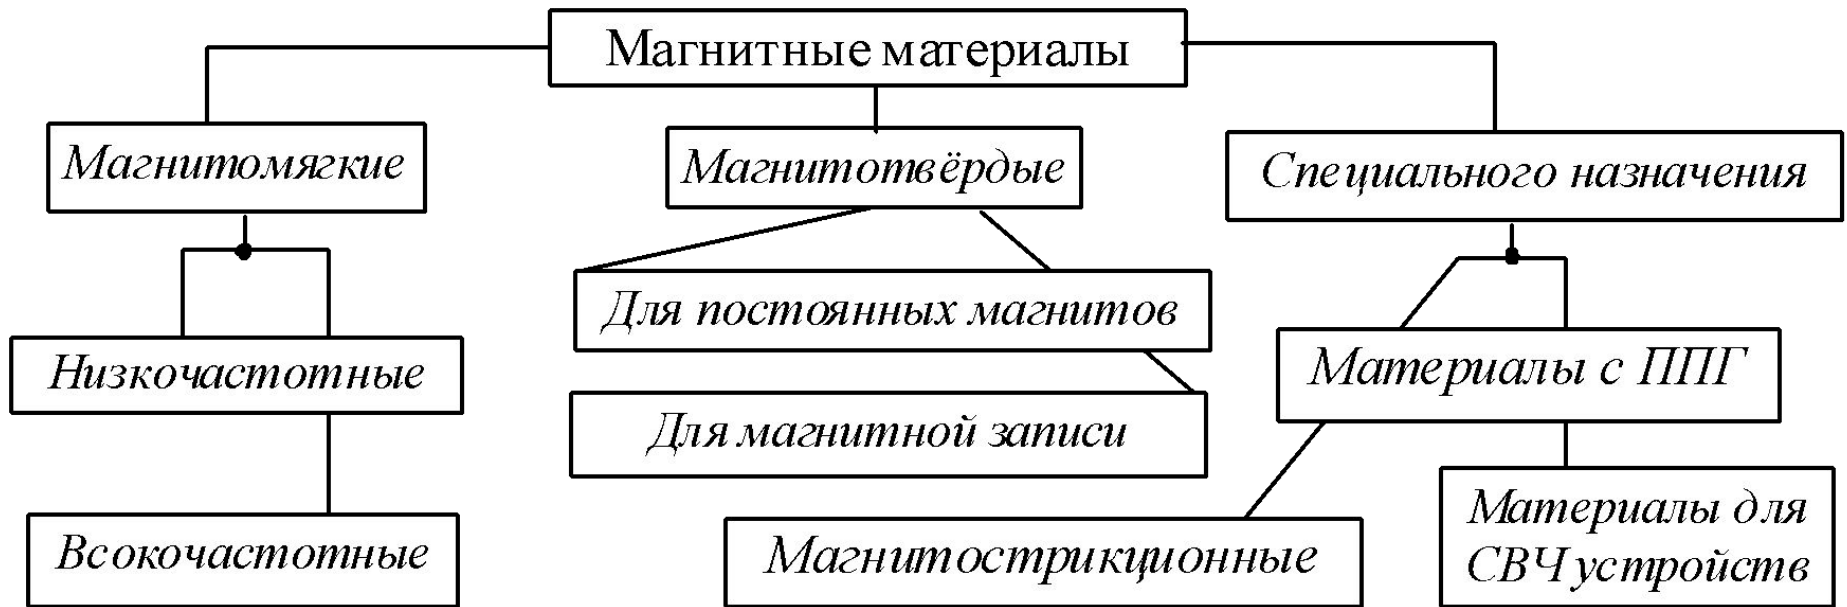 Магнитные материалы
Магнитомягкие
Магнитотвёрдые
Специального назначения
Для постоянных магнитов
Низкочастотные
Материалы с ППГ
Для магнитной записи
Всокочастотные
Магнитострикционные
Материалы для
СВЧ устройств